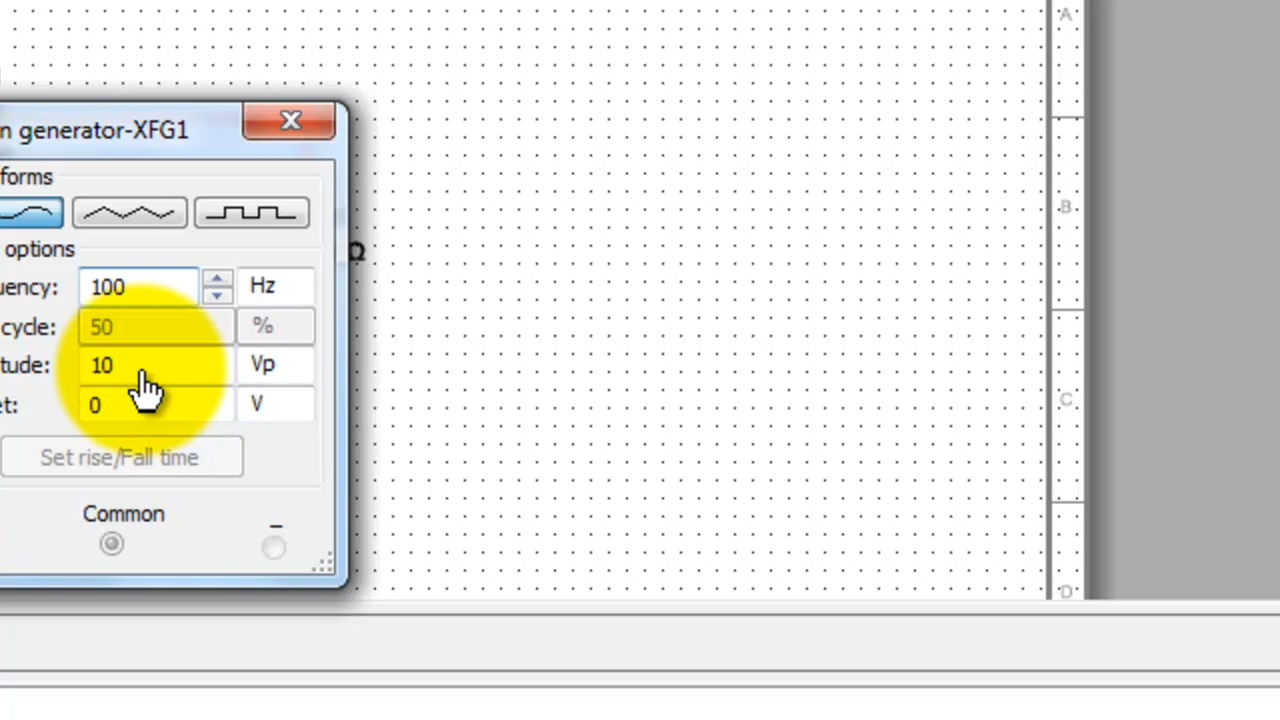 A
n generator-XFG1
forms
B
options
Ω
uency: 100 Hz
cycle: 50 %
tude: 10 Vp
et: 0 V
C
Set rise/Fall time
Common
–
D